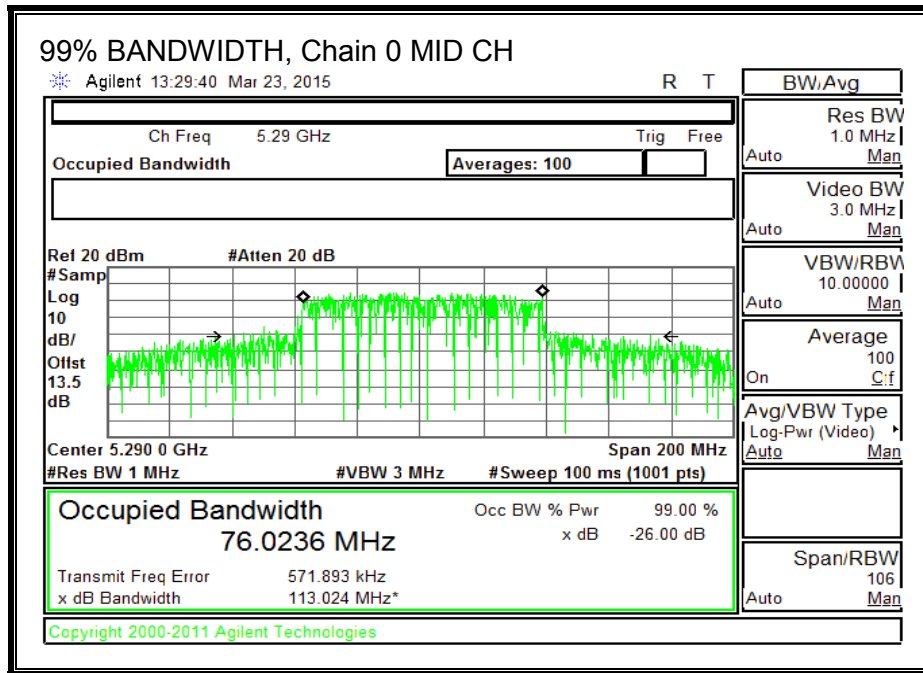 99% BANDWIDTH, Chain 0 MID CH
Agilent 13:29:40 Mar 23, 2015 R T
Ch Freq 5.29 GHz Trig Free
Occupied Bandwidth Averages: 100
Ref 20 dBm #Atten 20 dB
#Samp
Log
10
dB/
Offst
13.5
dB
Center 5.290 0 GHz Span 200 MHz
#Res BW 1 MHz #VBW 3 MHz #Sweep 100 ms (1001 pts)
Occupied Bandwidth Occ BW % Pwr 99.00 %
76.0236 MHz x dB -26.00 dB
Transmit Freq Error 571.893 kHz
x dB Bandwidth 113.024 MHz*
Copyright 2000-2011 Agilent Technologies
BW/Avg
Res BW
1.0 MHz
Auto Man
Video BW
3.0 MHz
Auto Man
VBW/RBW
10.00000
Auto Man
Average
100
On Off
Avg/VBW Type
Log-Pwr (Video)
Auto Man
Span/RBW
106
Auto Man